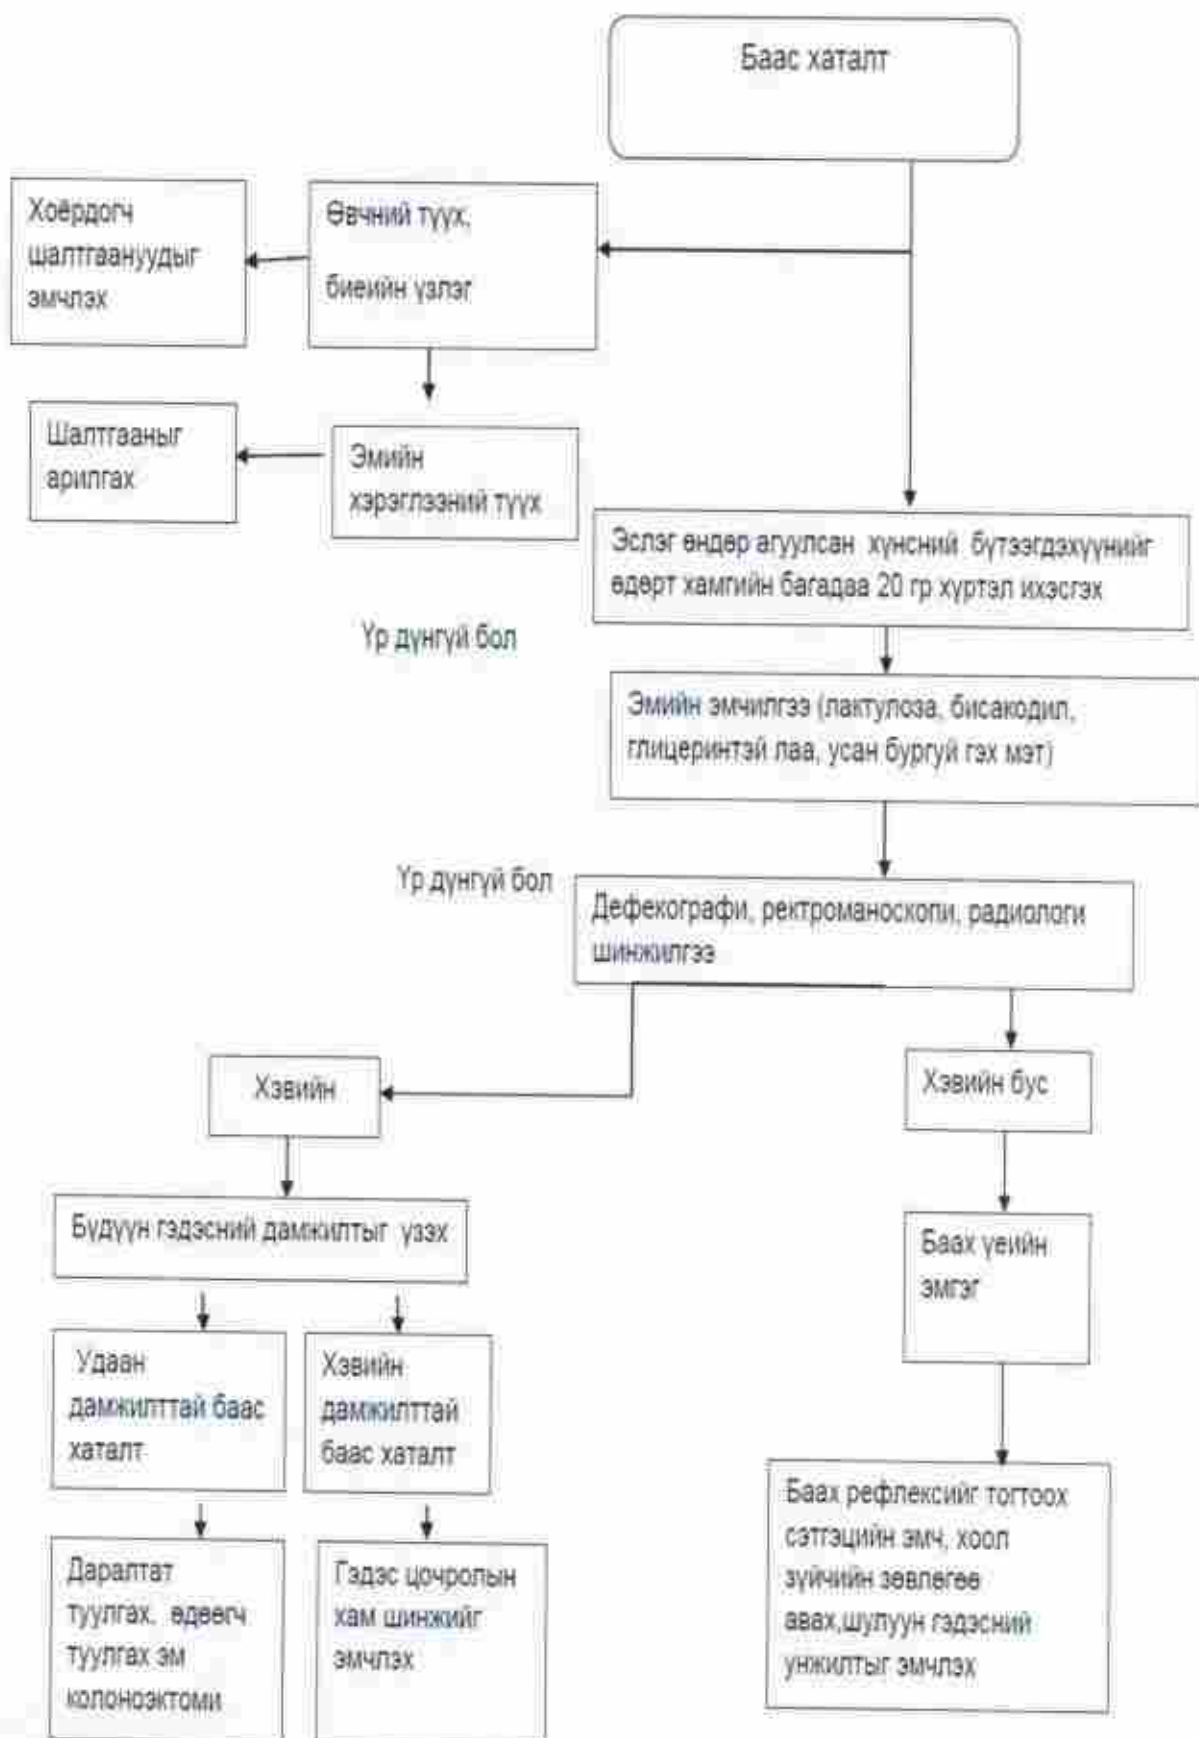 Баас хаталт
Хоёрдогч
шалтгаануудыг
эмчлэх
Өвчний түүх,
биеийн үзлэг
Шалтгааныг
арилгах
Эмийн
хэрэглээний түүх
Эслэг өндөр агуулсан хүнсний бүтээгдэхүүнийг
өдөрт хамгийн багадаа 20 гр хүртэл ихэсгэх
Үр дүнгүй бол
Эмийн эмчилгээ (лактулоза, бисакодил,
глицеринтэй лаа, усан бургуй гэх мэт)
Үр дүнгүй бол
Дефекографи, ректроманоскопи, радиологи
шинжилгээ
Хэвийн
Хэвийн бус
Бүдүүн гэдэсний дамжилтыг үзэх
Баах үеийн
эмгэг
Удаан
дамжилттай баас
хаталт
Хэвийн
дамжилттай
баас хаталт
Даралтат
туулгах, өдөөгч
туулгах эм
колоноэктоми
Гэдэс цочролын
хам шинжийг
эмчлэх
Баах рефлексийг тогтоох
сэтгэцийн эмч, хоол
зүйчийн зөвлөгөө
авах,шулуун гэдэсний
унжилтыг эмчлэх